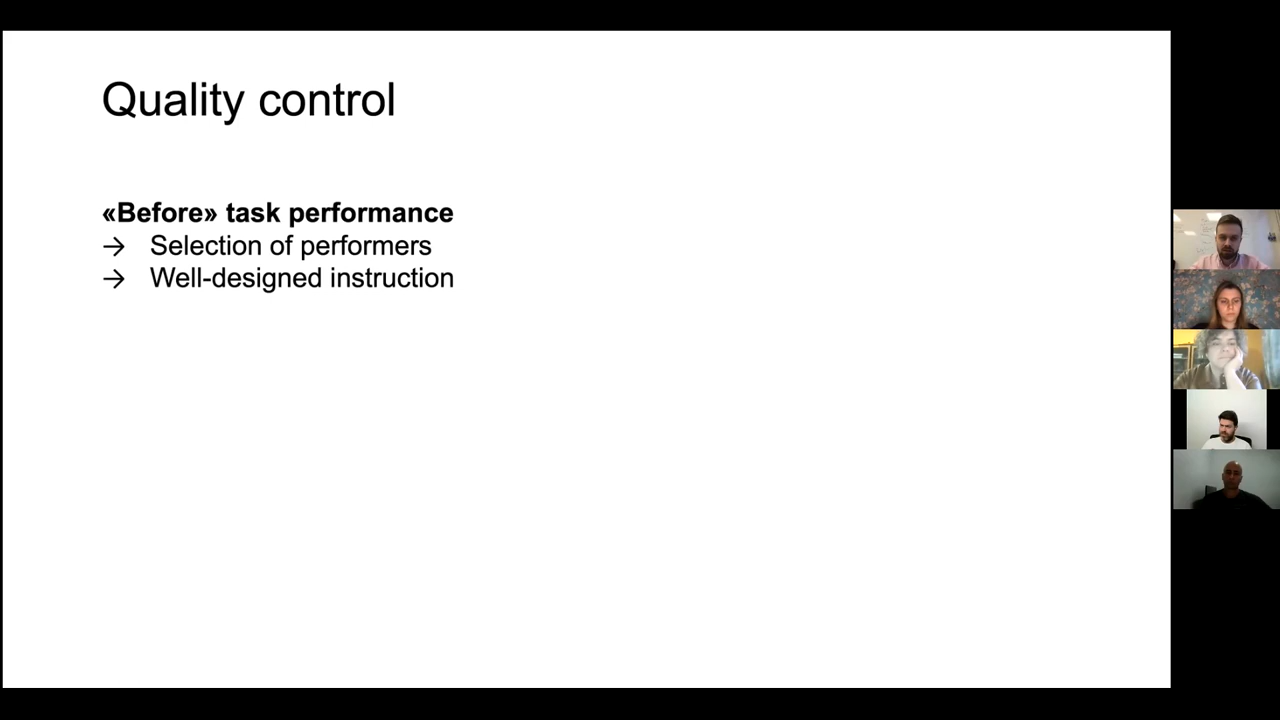 Quality control
«Before» task performance
→ Selection of performers
→ Well-designed instruction